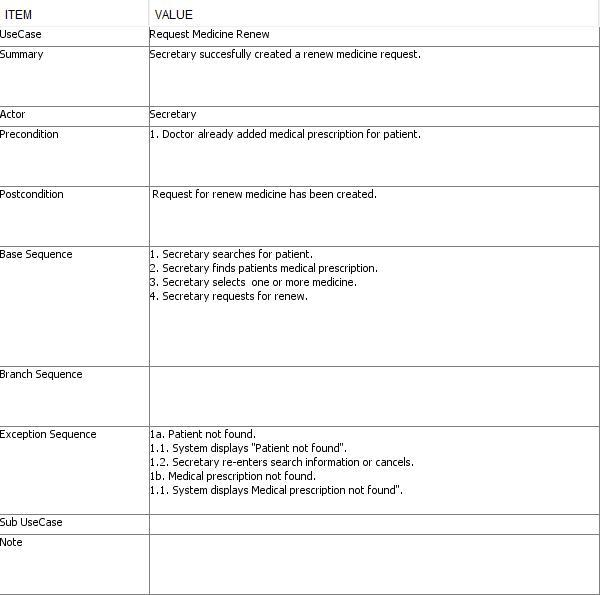 ITEM VALUE
UseCase Request Medicine Renew
Summary Secretary succesfully created a renew medicine request.
Actor Secretary
Precondition 1. Doctor already added medical prescription for patient.
Postcondition Request for renew medicine has been created.
Base Sequence 1. Secretary searches for patient.
2. Secretary finds patients medical prescription.
3. Secretary selects  one or more medicine.
4. Secretary requests for renew.
Branch Sequence
Exception Sequence 1a. Patient not found.
1.1. System displays "Patient not found".
1.2. Secretary re-enters search information or cancels.
1b. Medical prescription not found.
1.1. System displays Medical prescription not found".
Sub UseCase
Note